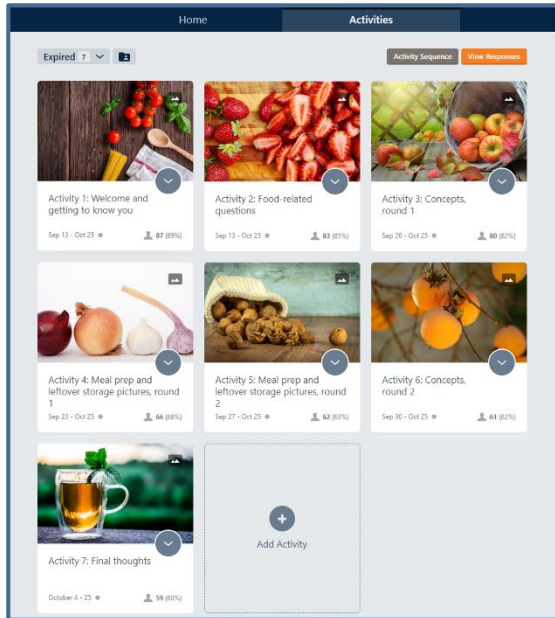 Home Activities
Expired 7
Activity Sequence View Responses
Activity 1: Welcome and
getting to know you
Sep 13 - Oct 25 87 (89%)
Activity 2: Food-related
questions
Sep 13 - Oct 25 83 (85%)
Activity 3: Concepts,
round 1
Sep 20 - Oct 25 80 (82%)
Activity 4: Meal prep and
leftover storage pictures, round
1
Sep 23 - Oct 25 66 (68%)
Activity 5: Meal prep and
leftover storage pictures, round
2
Sep 27 - Oct 25 62 (63%)
Activity 6: Concepts,
round 2
Sep 30 - Oct 25 61 (62%)
Activity 7: Final thoughts
October 4 - 25 59 (60%)
Add Activity